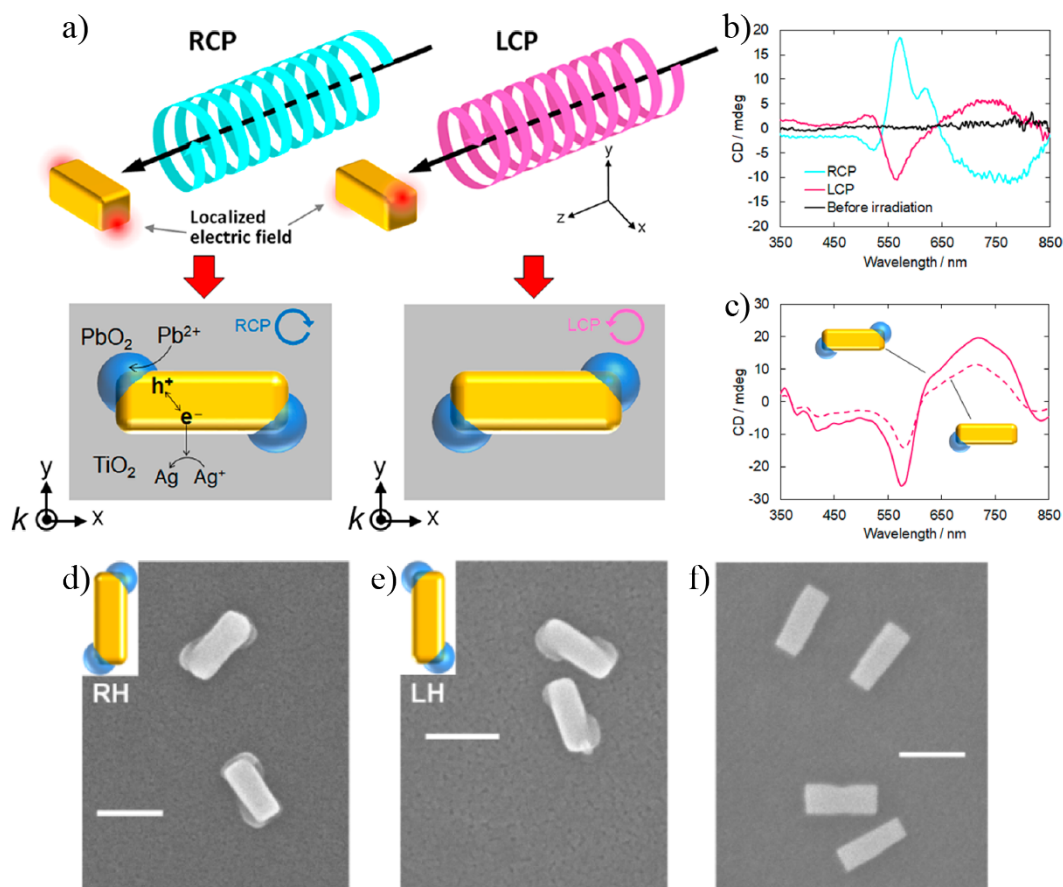 a)
RCP
LCP
Localized
electric field
y
z
x
PbO2
Pb2+
RCP
h+
e−
TiO2
Ag
Ag+
y
k
x
LCP
y
k
x
b)
20
15
10
5
0
-5
-10
-15
-20
CD / mdeg
RCP
LCP
Before irradiation
350 450 550 650 750 850
Wavelength / nm
c)
30
20
10
0
-10
-20
-30
CD / mdeg
350 450 550 650 750 850
Wavelength / nm
d)
RH
e)
LH
f)